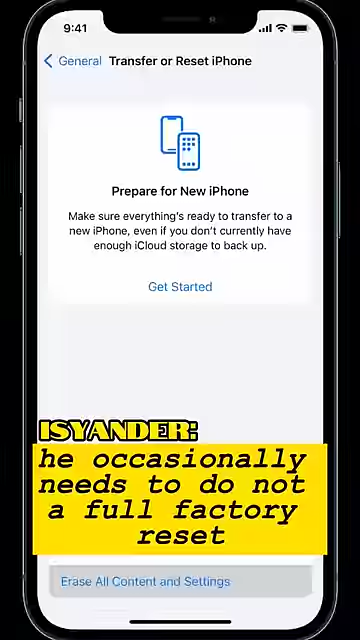 9:41
General Transfer or Reset iPhone
Prepare for New iPhone
Make sure everything's ready to transfer to a
new iPhone, even if you don't currently have
enough iCloud storage to back up.
Get Started
ISYANDER:
he occasionally
needs to do not
a full factory
reset
Erase All Content and Settings